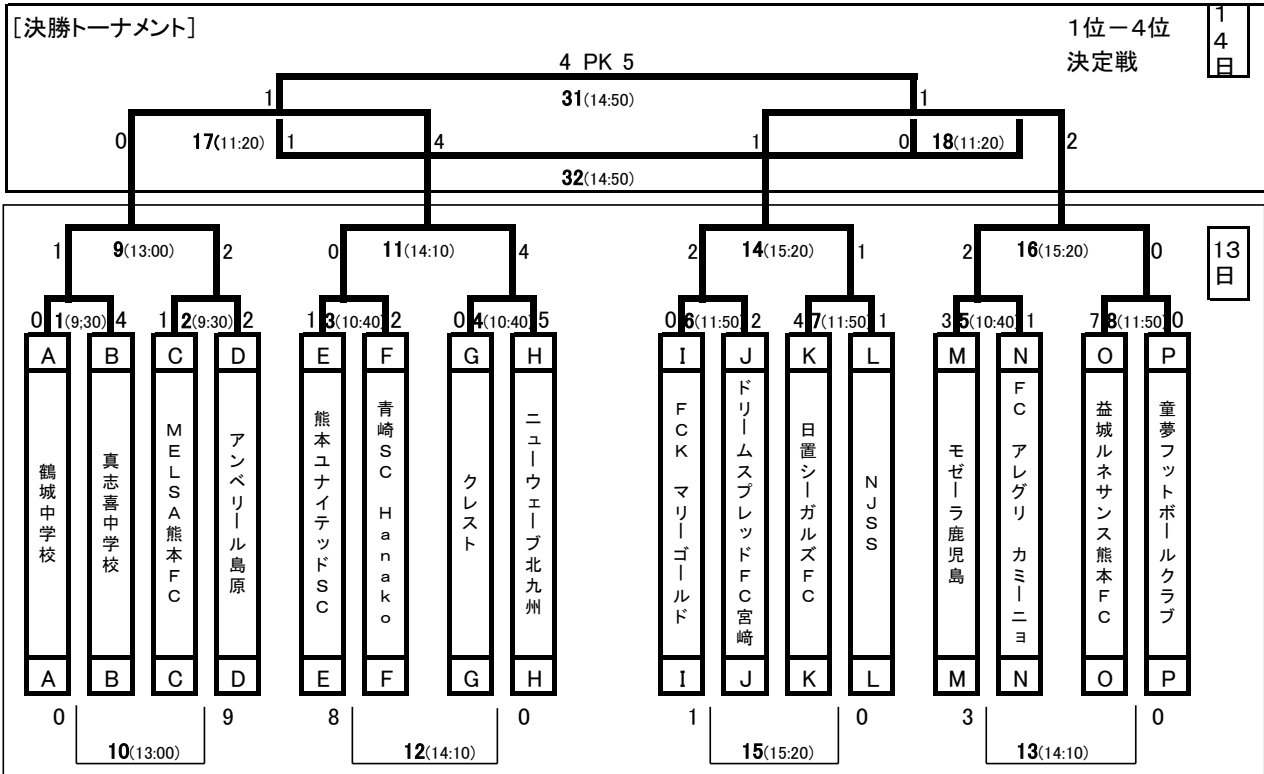 [決勝トーナメント]
1位－4位
決定戦
14日
4 PK 5
1 31(14:50) 1
0 17(11:20) 1 4 1 0 18(11:20) 2
32(14:50)
13日
1 9(13:00) 2 0 11(14:10) 4 2 14(15:20) 1 2 16(15:20) 0
0 1(9;30) 4 1 2(9:30) 2 1 3(10:40) 2 0 4(10:40) 5 0 6(11:50) 2 4 7(11:50) 1 3 5(10:40) 1 7 8(11:50) 0
A B C D E F G H I J K L M N O P
鶴城中学校
真志喜中学校
MELSA熊本FC
アンベリール島原
熊本ユナイテッドSC
青崎SC Hanako
クレスト
ニューウェーブ北九州
FCK マリーゴールド
ドリームスプレッドFC宮崎
日置シーガルズFC
NJSS
モゼーラ鹿児島
FC アレグリ カミーニョ
益城ルネサンス熊本FC
童夢フットボールクラブ
A B C D E F G H I J K L M N O P
0 9 8 0 1 0 3 0
10(13:00) 12(14:10) 15(15:20) 13(14:10)